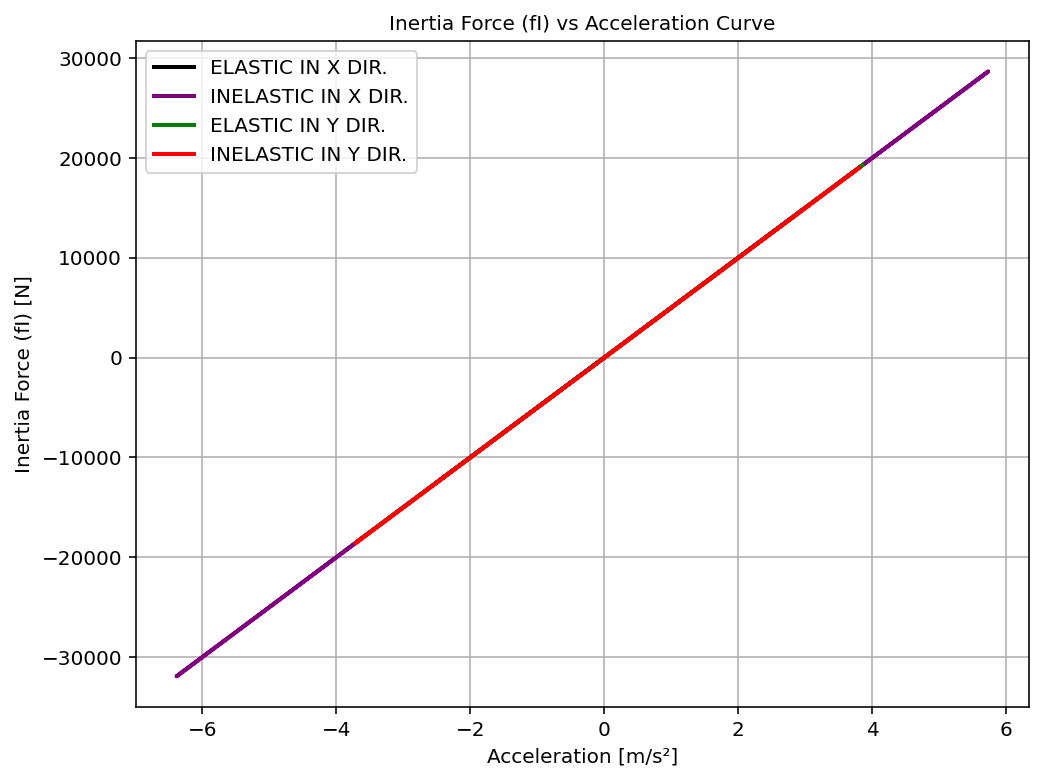 Inertia Force (fI) vs Acceleration Curve
ELASTIC IN X DIR.
INELASTIC IN X DIR.
ELASTIC IN Y DIR.
INELASTIC IN Y DIR.
Inertia Force (fI) [N]
30000
20000
10000
0
−10000
−20000
−30000
−6
−4
−2
0
2
4
6
Acceleration [m/s²]